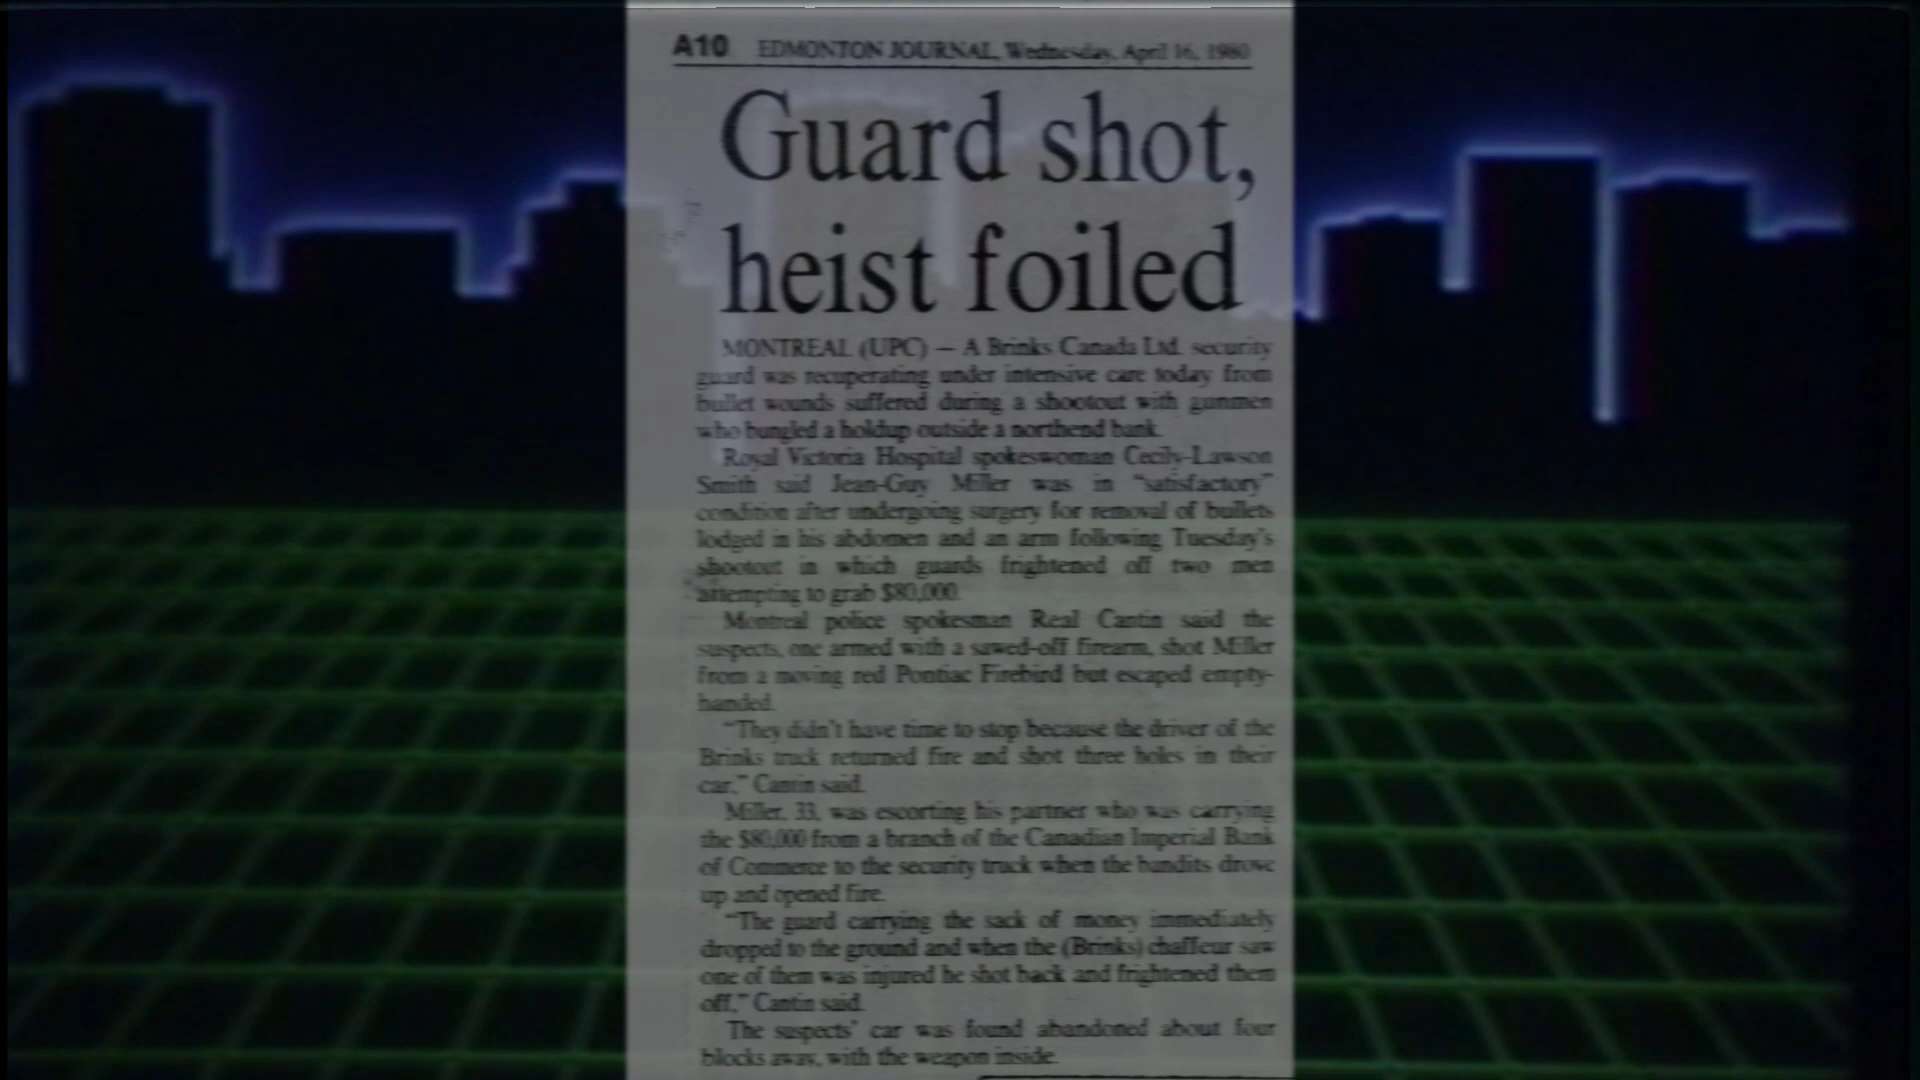 A10 EDMONTON JOURNAL, Wednesday, April 16, 1980
Guard shot,
heist foiled
MONTREAL (UPC) — A Brinks Canada Ltd. security
guard was recuperating under intensive care today from
bullet wounds suffered during a shootout with gunmen
who bungled a holdup outside a northend bank.
Royal Victoria Hospital spokeswoman Cecily-Lawson
Smith said Jean-Guy Miller was in "satisfactory"
condition after undergoing surgery for removal of bullets
lodged in his abdomen and an arm following Tuesday's
shootout in which guards frightened off two men
attempting to grab $80,000.
Montreal police spokesman Real Cantin said the
suspects, one armed with a sawed-off firearm, shot Miller
from a moving red Pontiac Firebird but escaped empty-
handed.
"They didn't have time to stop because the driver of the
Brinks truck returned fire and shot three holes in their
car," Cantin said.
Miller, 33, was escorting his partner who was carrying
the $80,000 from a branch of the Canadian Imperial Bank
of Commerce to the security truck when the bandits drove
up and opened fire.
"The guard carrying the sack of money immediately
dropped to the ground and when the (Brinks) chaffeur saw
one of them was injured he shot back and frightened them
off," Cantin said.
The suspects' car was found abandoned about four
blocks away, with the weapon inside.